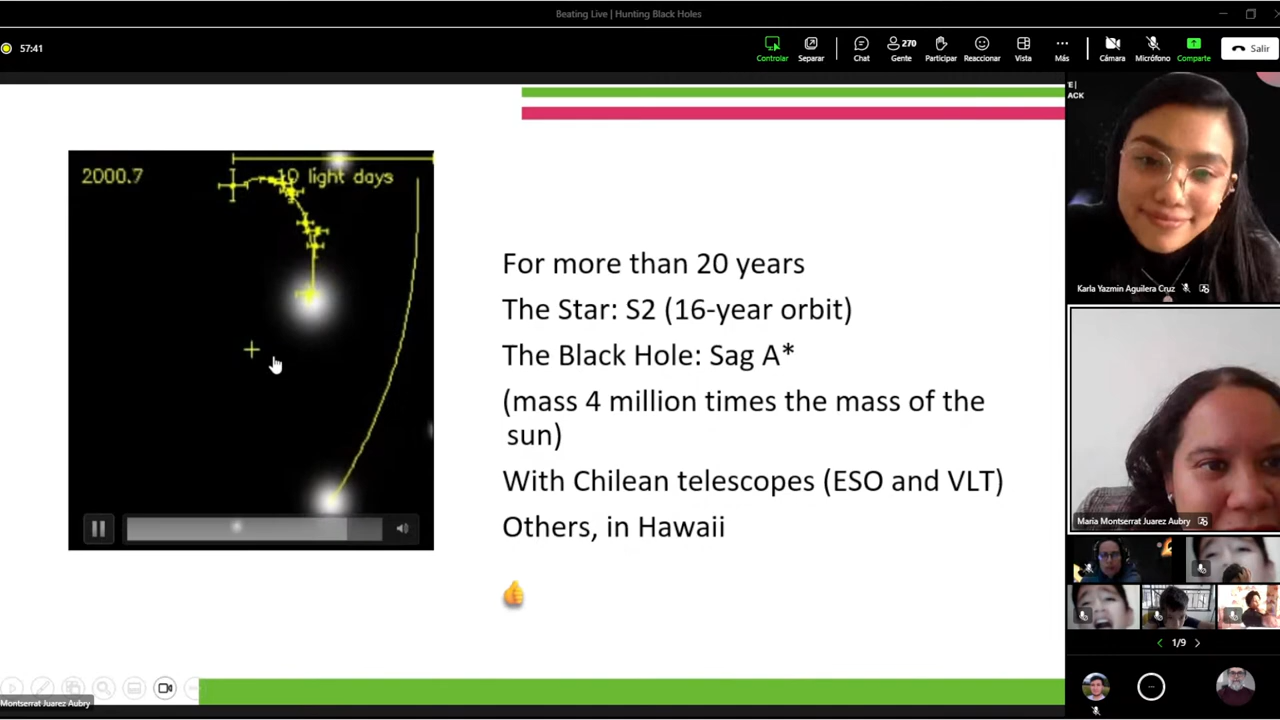 Beating Live | Hunting Black Holes
57:41
Controlar
Separar
Chat
270
Gente
Participar
Reaccionar
Vista
Más
Cámara
Micrófono
Comparte
Salir
ACK
2000.7
10 light days
For more than 20 years
The Star: S2 (16-year orbit)
The Black Hole: Sag A*
(mass 4 million times the mass of the
sun)
With Chilean telescopes (ESO and VLT)
Others, in Hawaii
Karla Yazmin Aguilera Cruz
Maria Montserrat Juarez Aubry
1/9
Montserrat Juarez Aubry